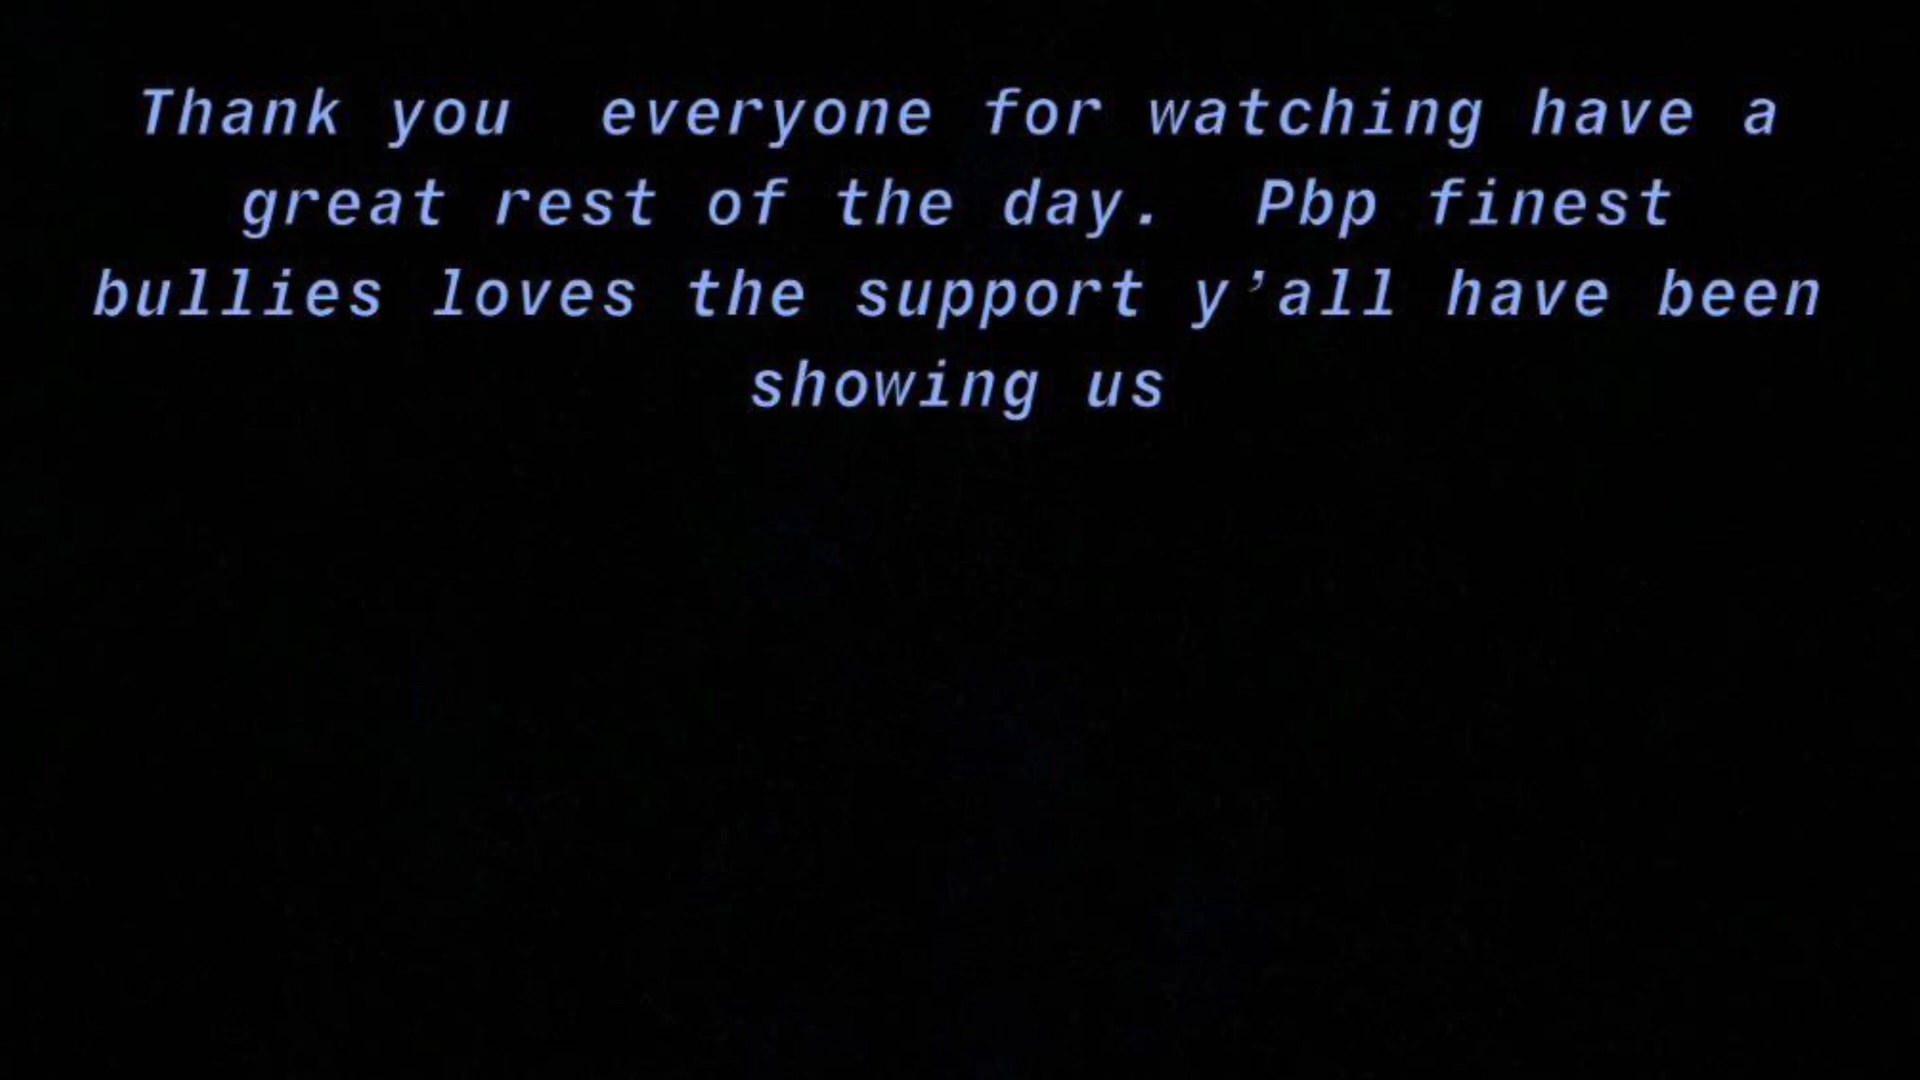 Thank you  everyone for watching have a
great rest of the day.  Pbp finest
bullies loves the support y’all have been
showing us